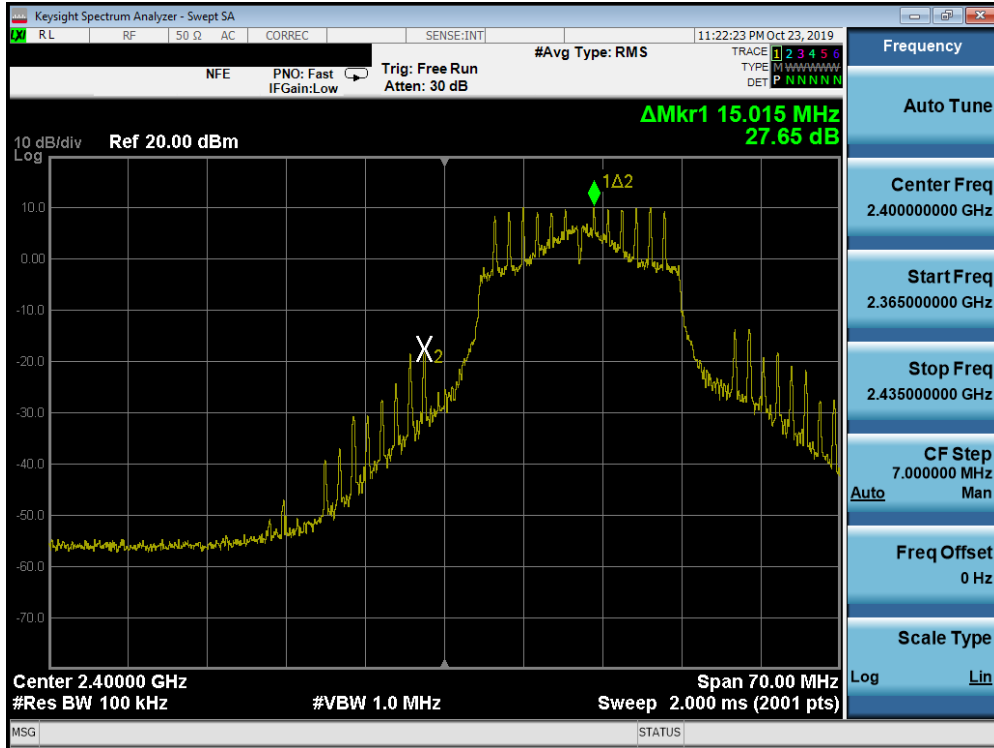 Keysight Spectrum Analyzer - Swept SA
LXI RL RF 50 Ω AC CORREC SENSE:INT 11:22:23 PM Oct 23, 2019
NFE PNO: Fast Trig: Free Run #Avg Type: RMS TRACE 1 2 3 4 5 6
IFGain:Low Atten: 30 dB TYPE M WWWWW
DET P N N N N N
ΔMkr1 15.015 MHz
27.65 dB
10 dB/div Ref 20.00 dBm
Log
1Δ2
10.0
0.00
-10.0
X2
-20.0
-30.0
-40.0
-50.0
-60.0
-70.0
Center 2.40000 GHz Span 70.00 MHz
#Res BW 100 kHz #VBW 1.0 MHz Sweep 2.000 ms (2001 pts)
MSG STATUS
Frequency
Auto Tune
Center Freq
2.400000000 GHz
Start Freq
2.365000000 GHz
Stop Freq
2.435000000 GHz
CF Step
7.000000 MHz
Auto Man
Freq Offset
0 Hz
Scale Type
Log Lin